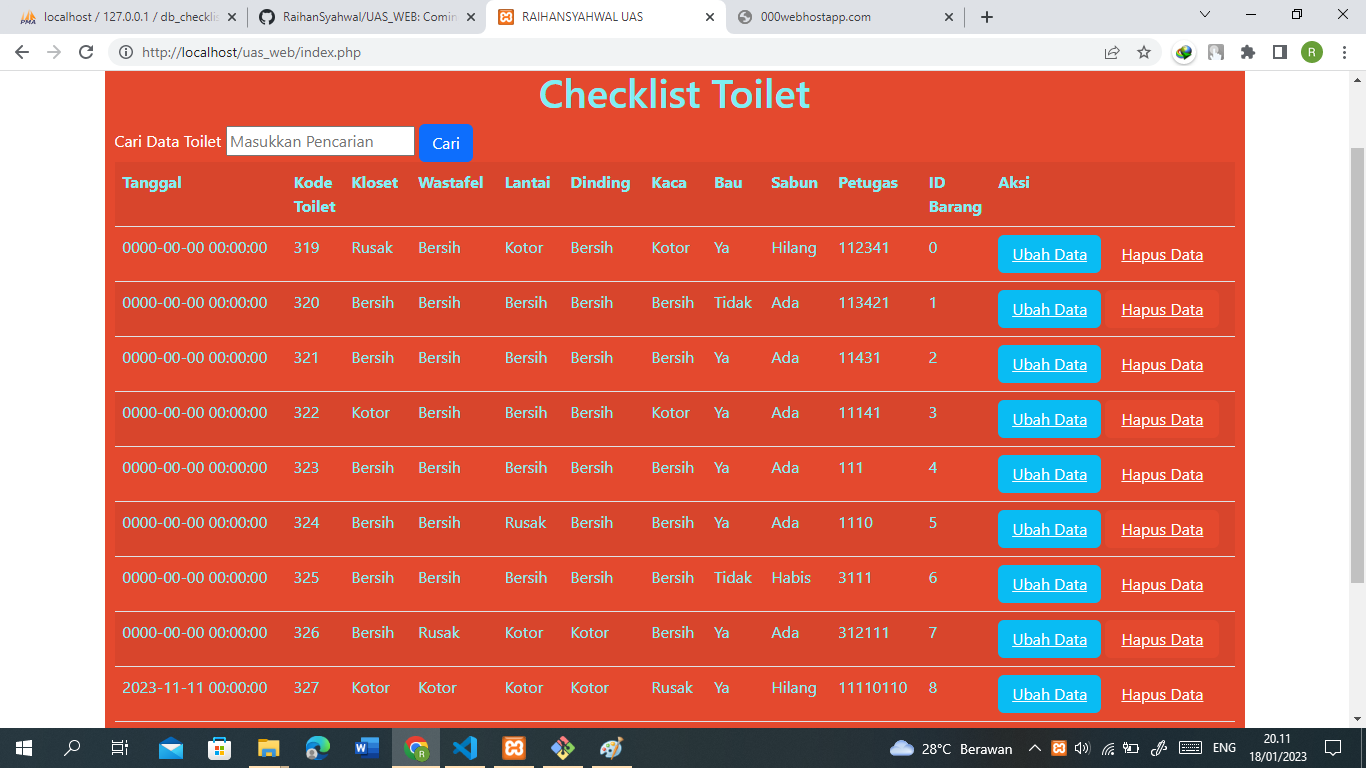 localhost / 127.0.0.1 / db_checklis
RaihanSyahwal/UAS_WEB: Comin
RAIHANSYAHWAL UAS
000webhostapp.com
http://localhost/uas_web/index.php
R
Checklist Toilet
Cari Data Toilet Masukkan Pencarian Cari
Tanggal Kode Toilet Kloset Wastafel Lantai Dinding Kaca Bau Sabun Petugas ID Barang Aksi
0000-00-00 00:00:00 319 Rusak Bersih Kotor Bersih Kotor Ya Hilang 112341 0 Ubah Data Hapus Data
0000-00-00 00:00:00 320 Bersih Bersih Bersih Bersih Bersih Tidak Ada 113421 1 Ubah Data Hapus Data
0000-00-00 00:00:00 321 Bersih Bersih Bersih Bersih Bersih Ya Ada 11431 2 Ubah Data Hapus Data
0000-00-00 00:00:00 322 Kotor Bersih Bersih Bersih Kotor Ya Ada 11141 3 Ubah Data Hapus Data
0000-00-00 00:00:00 323 Bersih Bersih Bersih Bersih Bersih Ya Ada 111 4 Ubah Data Hapus Data
0000-00-00 00:00:00 324 Bersih Bersih Rusak Bersih Bersih Ya Ada 1110 5 Ubah Data Hapus Data
0000-00-00 00:00:00 325 Bersih Bersih Bersih Bersih Bersih Tidak Habis 3111 6 Ubah Data Hapus Data
0000-00-00 00:00:00 326 Bersih Rusak Kotor Kotor Bersih Ya Ada 312111 7 Ubah Data Hapus Data
2023-11-11 00:00:00 327 Kotor Kotor Kotor Kotor Rusak Ya Hilang 11110110 8 Ubah Data Hapus Data
28°C Berawan ENG 20.11
18/01/2023